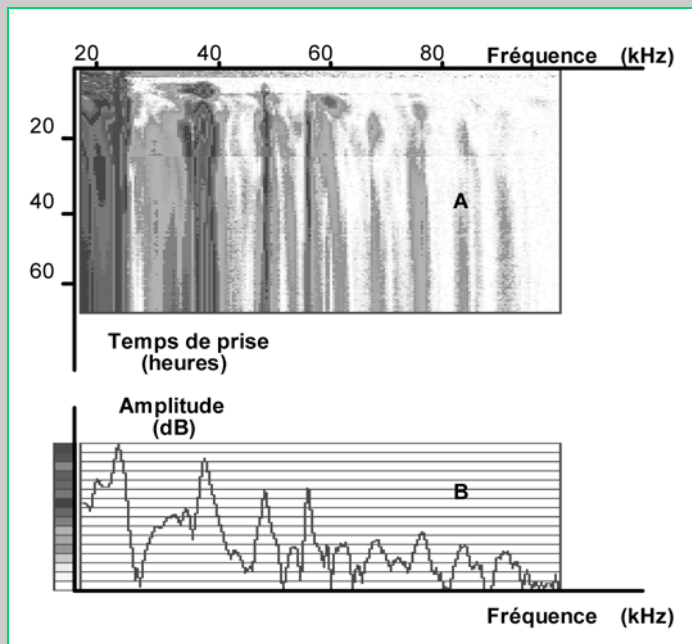 20 40 60 80 Fréquence (kHz)
20
A
40
60
Temps de prise
(heures)
Amplitude
(dB)
B
Fréquence (kHz)